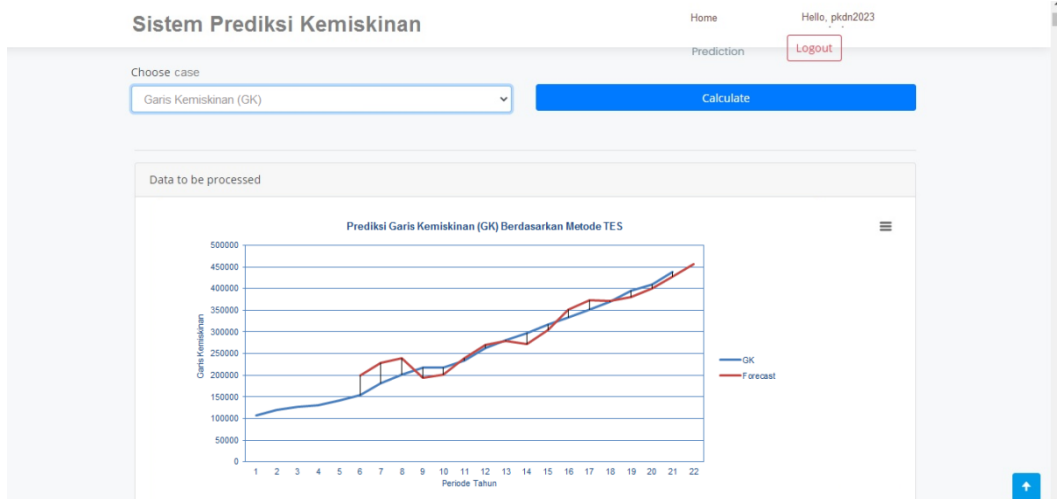 Sistem Prediksi Kemiskinan
Home
Hello, pkdn2023
Prediction
Logout
Choose case
Garis Kemiskinan (GK)
Calculate
Data to be processed
Prediksi Garis Kemiskinan (GK) Berdasarkan Metode TES
500000
450000
400000
350000
300000
250000
200000
150000
100000
50000
0
Garis Kemiskinan
1 2 3 4 5 6 7 8 9 10 11 12 13 14 15 16 17 18 19 20 21 22
Periode Tahun
GK
Forecast